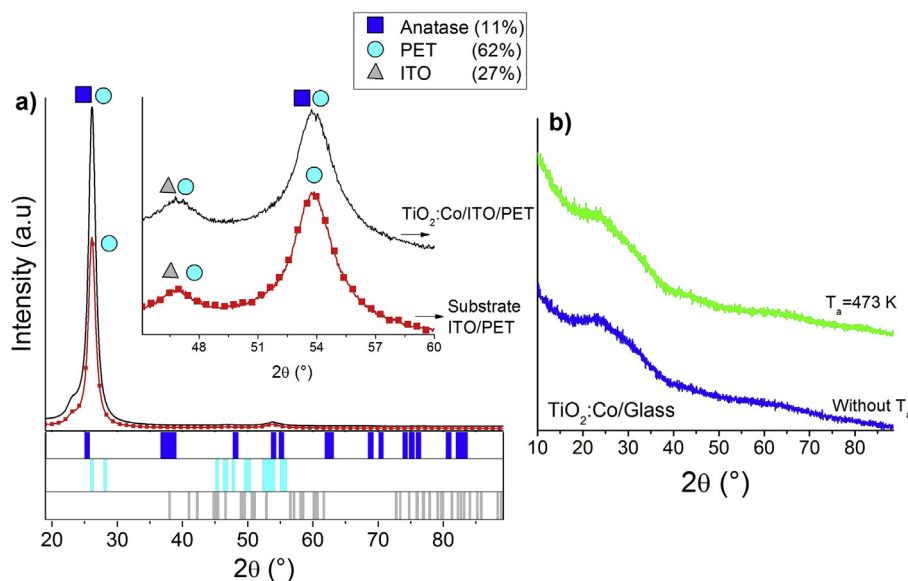 Anatase (11%)
PET (62%)
ITO (27%)
a)
Intensity (a.u)
TiO2:Co/ITO/PET
Substrate
ITO/PET
48 51 54 57 60
2θ (°)
20 30 40 50 60 70 80
2θ (°)
b)
Ta=473 K
Without Ta
TiO2:Co/Glass
10 20 30 40 50 60 70 80
2θ (°)